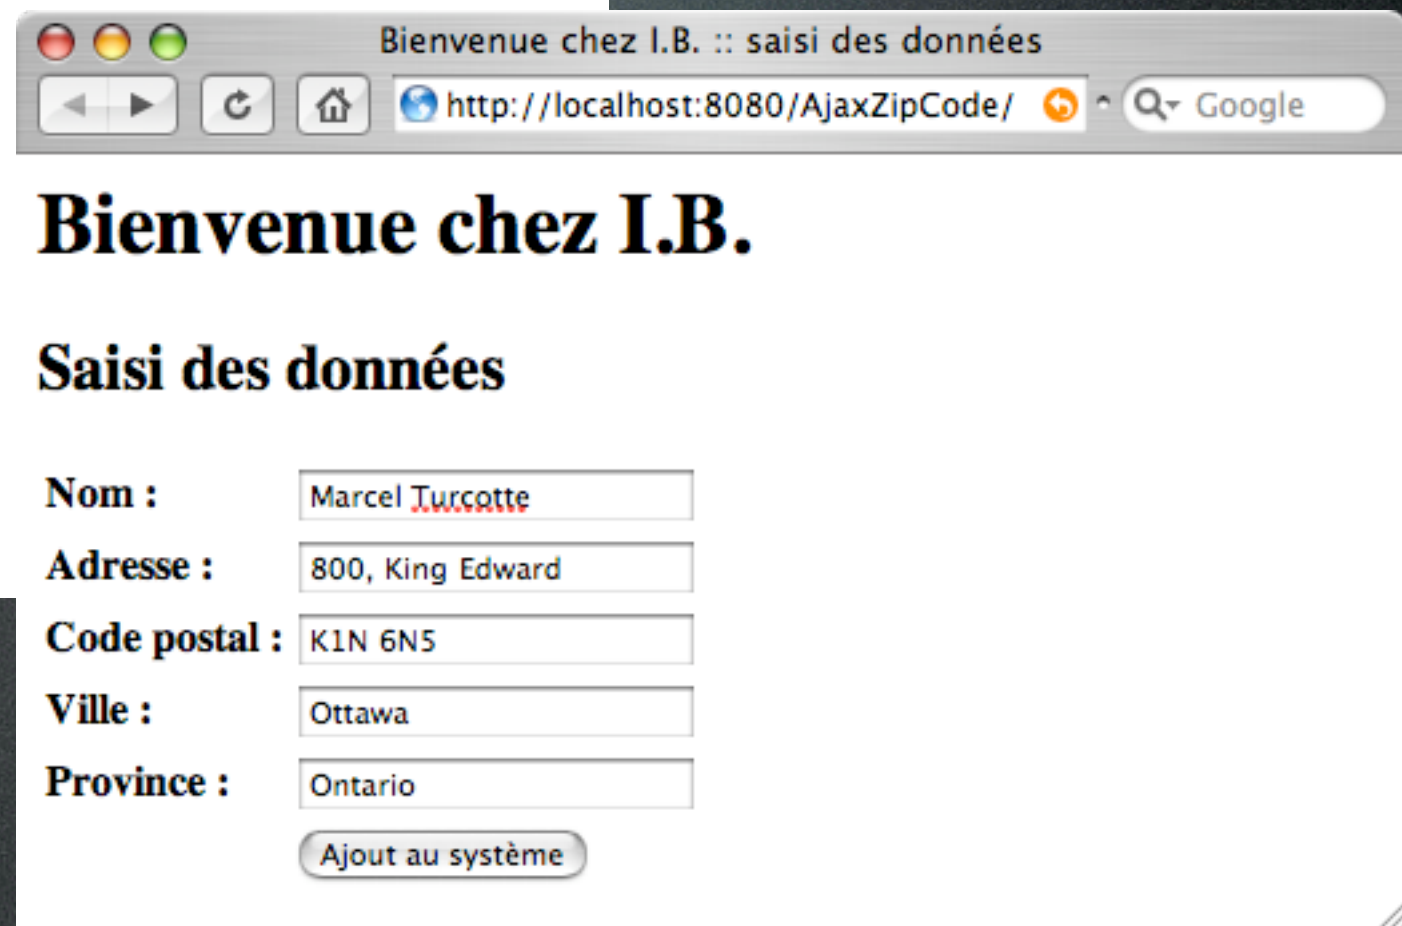 Bienvenue chez I.B. :: saisi des données
http://localhost:8080/AjaxZipCode/ Google
Bienvenue chez I.B.
Saisi des données
Nom : Marcel Turcotte
Adresse : 800, King Edward
Code postal : K1N 6N5
Ville : Ottawa
Province : Ontario
Ajout au système